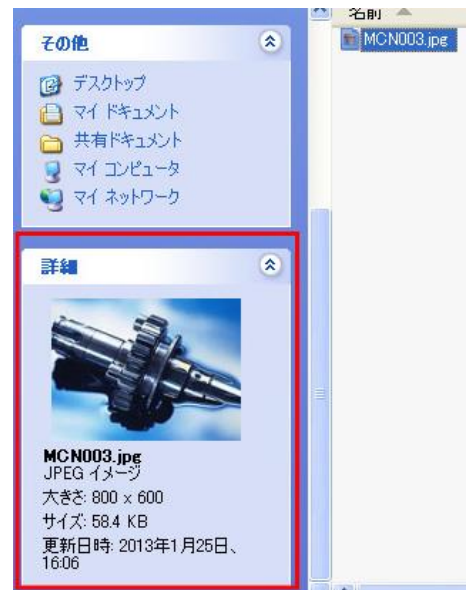 名前
MCN003.jpg
その他
デスクトップ
マイ ドキュメント
共有ドキュメント
マイ コンピュータ
マイ ネットワーク
詳細
MCN003.jpg
JPEG イメージ
大きさ: 800 x 600
サイズ: 58.4 KB
更新日時: 2013年1月25日、
16:06